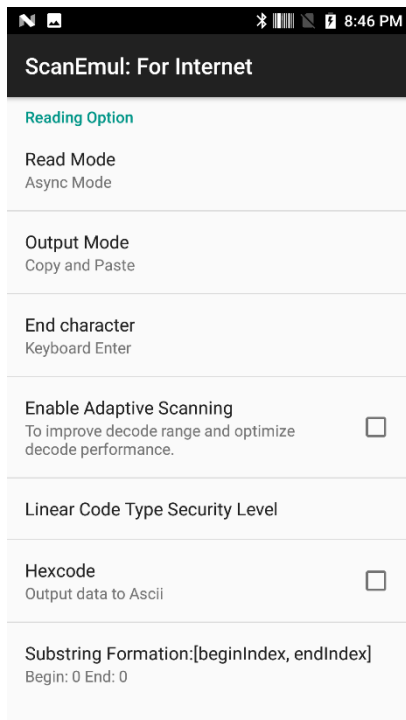 8:46 PM
ScanEmul: For Internet
Reading Option
Read Mode
Async Mode
Output Mode
Copy and Paste
End character
Keyboard Enter
Enable Adaptive Scanning
To improve decode range and optimize
decode performance.
Linear Code Type Security Level
Hexcode
Output data to Ascii
Substring Formation:[beginIndex, endIndex]
Begin: 0 End: 0